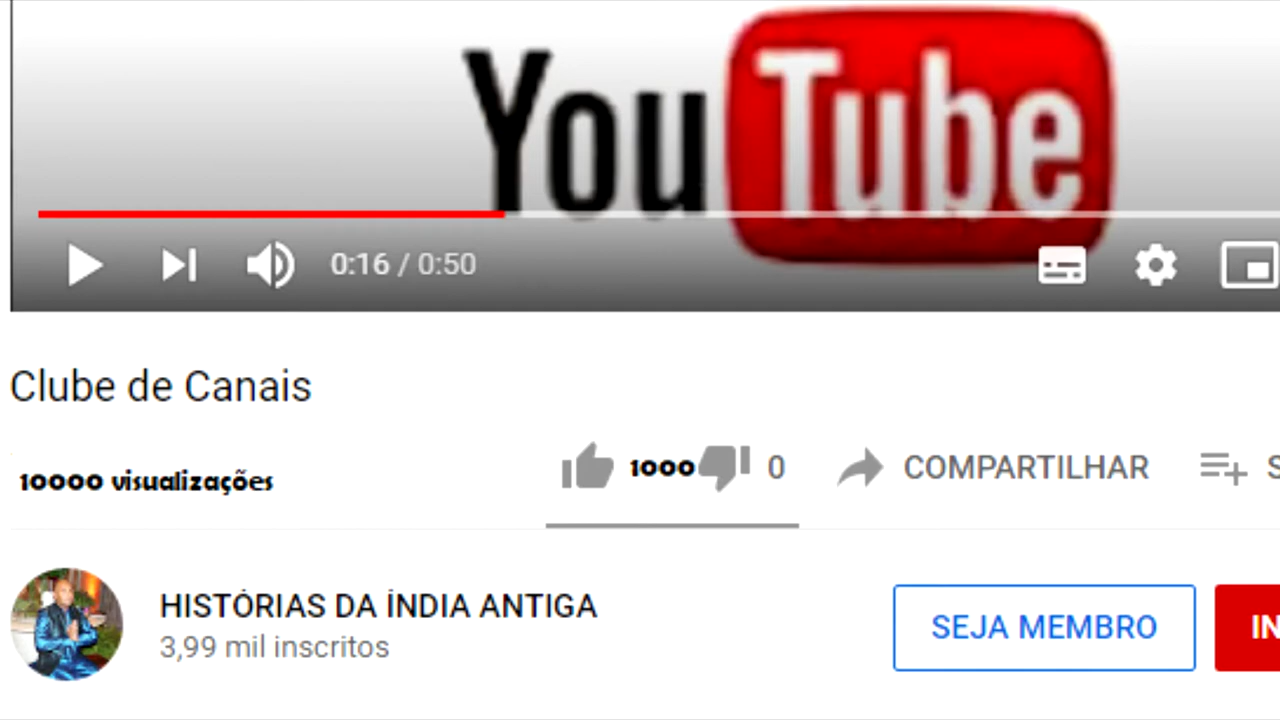 YouTube
0:16 / 0:50
Clube de Canais
10000 visualizações
1000 0 COMPARTILHAR
HISTÓRIAS DA ÍNDIA ANTIGA
3,99 mil inscritos
SEJA MEMBRO